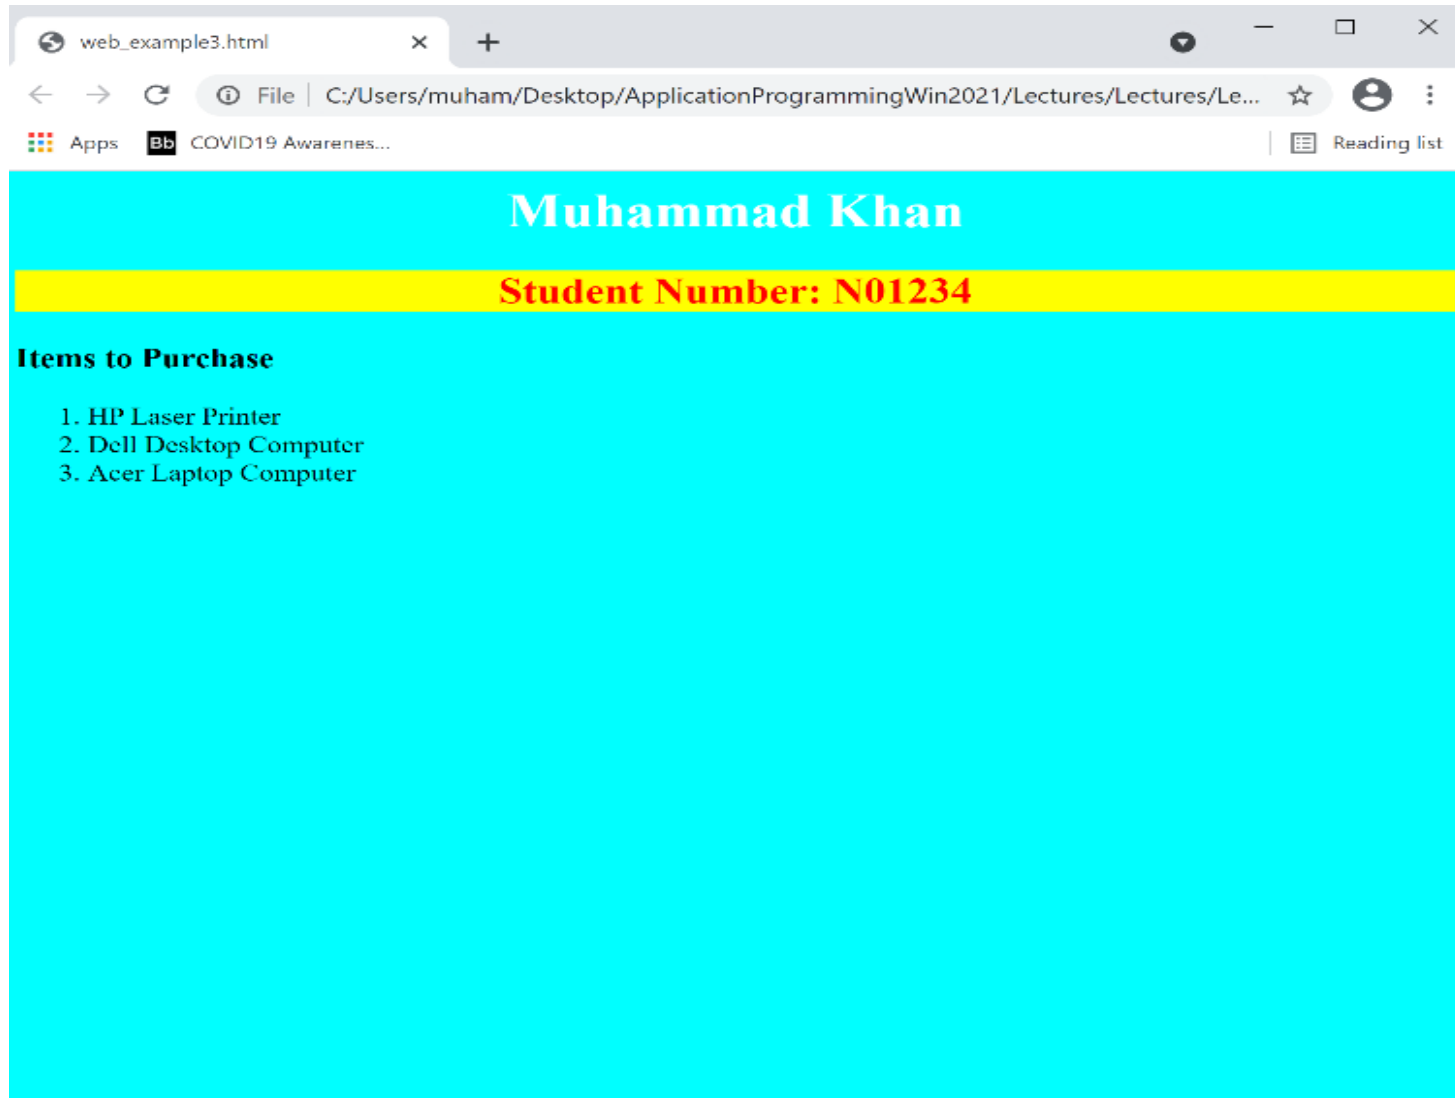 web_example3.html
File C:/Users/muham/Desktop/ApplicationProgrammingWin2021/Lectures/Lectures/Le...
Apps Bb COVID19 Awarenes... Reading list
Muhammad Khan
Student Number: N01234
Items to Purchase
1. HP Laser Printer
2. Dell Desktop Computer
3. Acer Laptop Computer